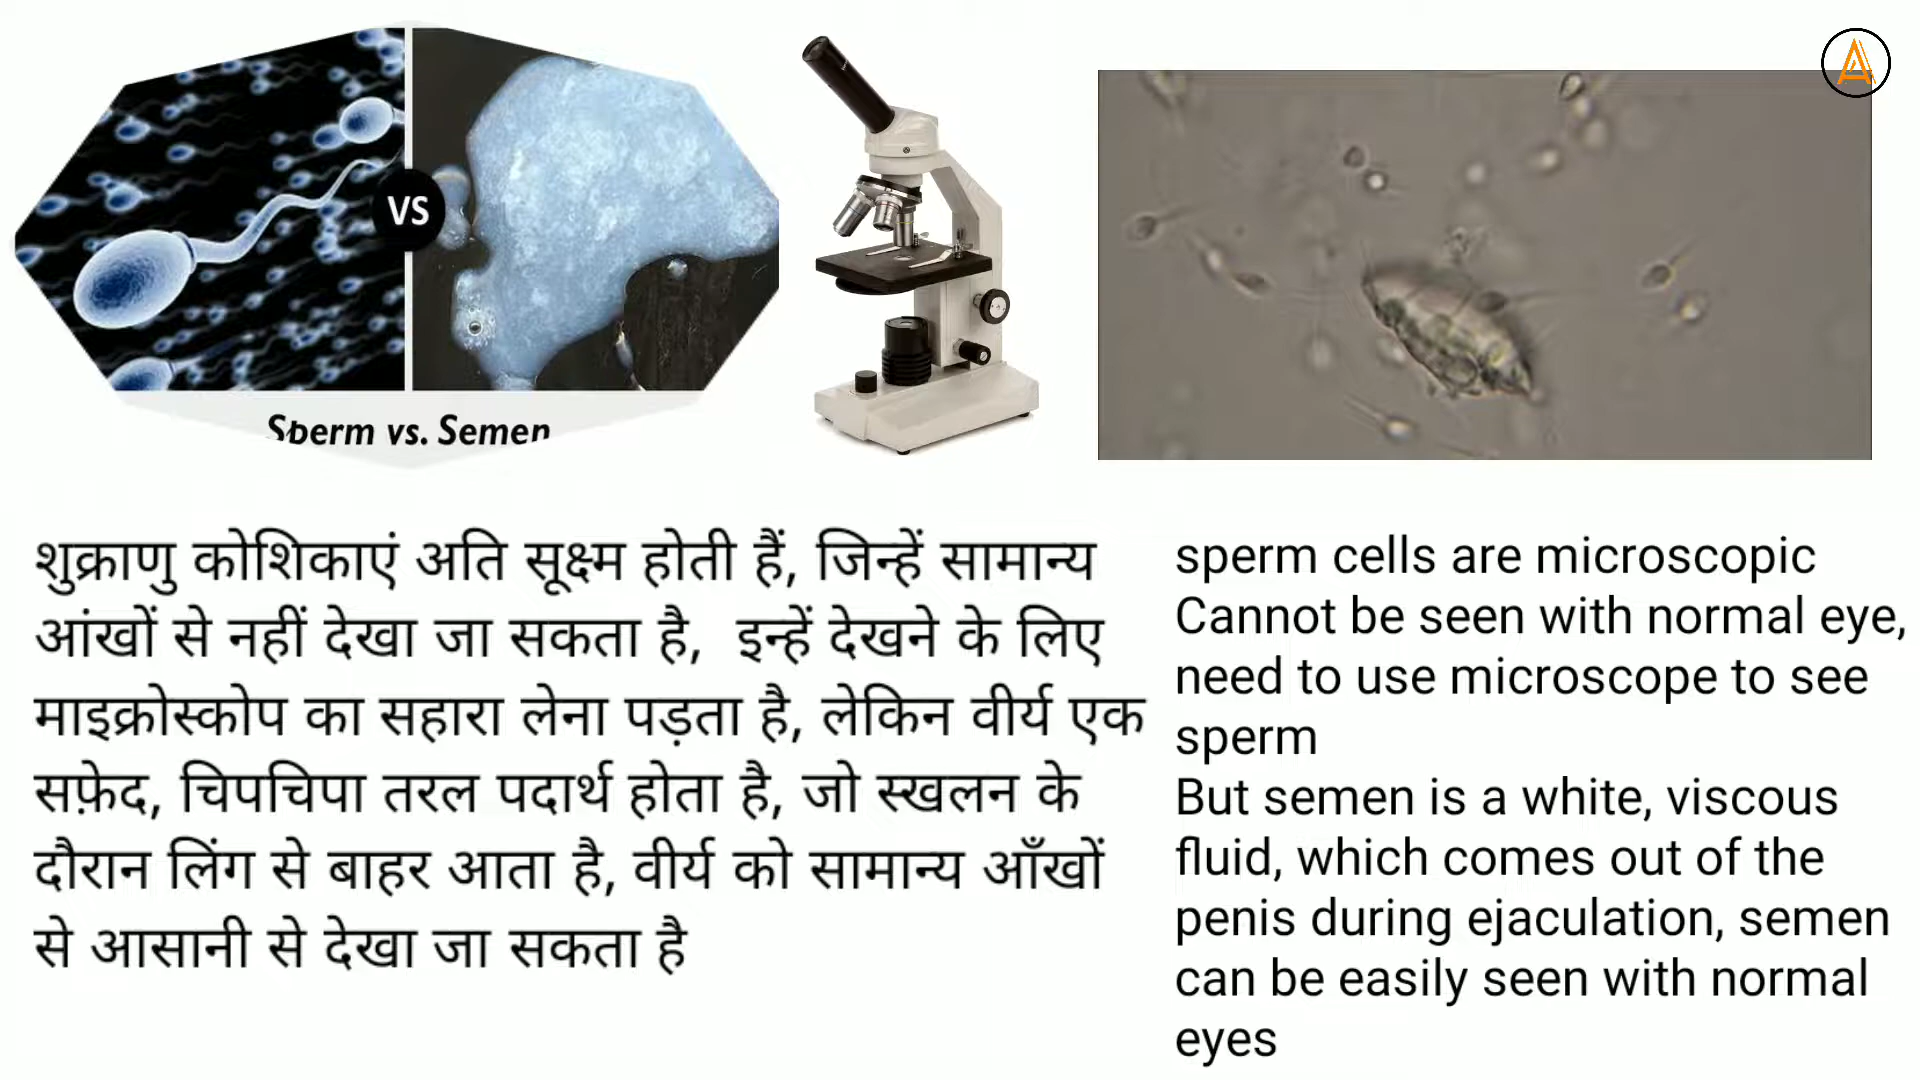 VS
Sperm vs. Semen
शुक्राणु कोशिकाएं अति सूक्ष्म होती हैं, जिन्हें सामान्य
आंखों से नहीं देखा जा सकता है, इन्हें देखने के लिए
माइक्रोस्कोप का सहारा लेना पड़ता है, लेकिन वीर्य एक
सफ़ेद, चिपचिपा तरल पदार्थ होता है, जो स्खलन के
दौरान लिंग से बाहर आता है, वीर्य को सामान्य आँखों
से आसानी से देखा जा सकता है
sperm cells are microscopic
Cannot be seen with normal eye,
need to use microscope to see
sperm
But semen is a white, viscous
fluid, which comes out of the
penis during ejaculation, semen
can be easily seen with normal
eyes